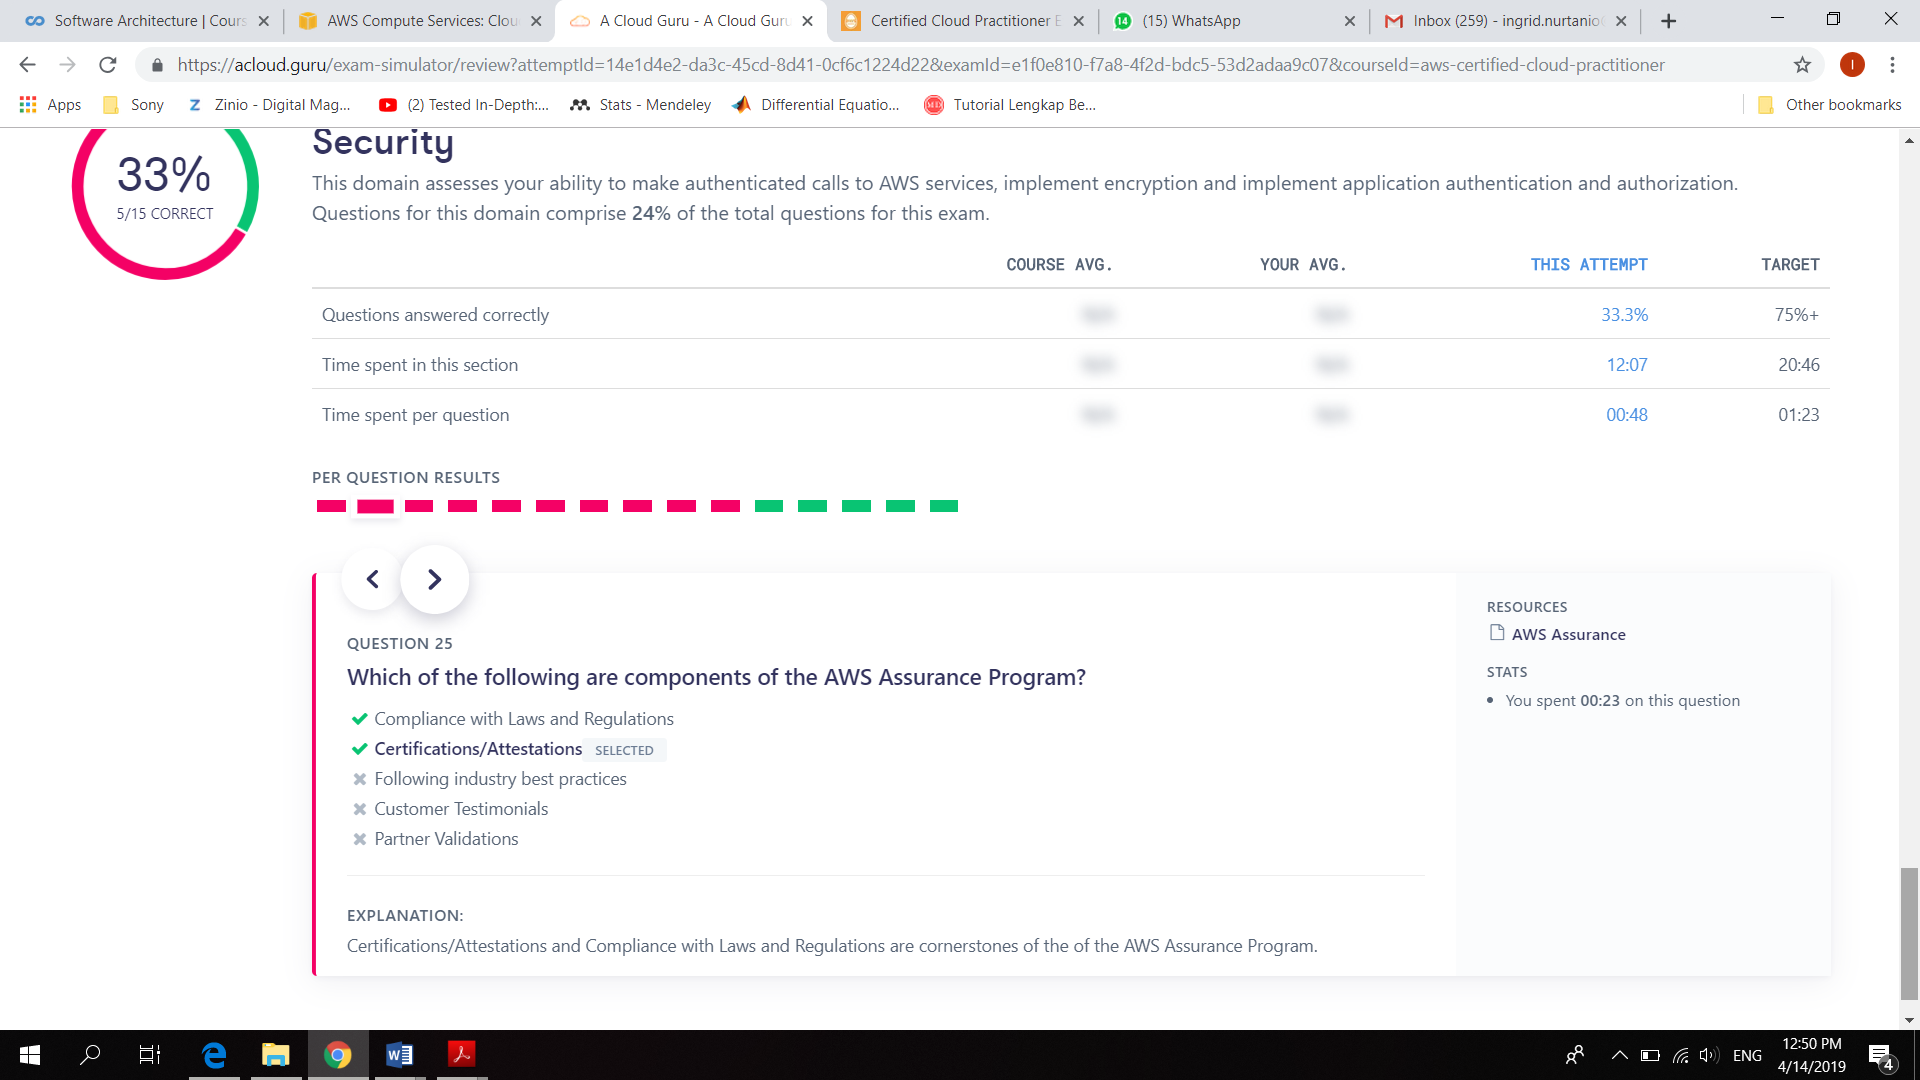 Software Architecture | Cours
AWS Compute Services: Clou
A Cloud Guru - A Cloud Guru
Certified Cloud Practitioner E
14
(15) WhatsApp
Inbox (259) - ingrid.nurtanio
https://acloud.guru/exam-simulator/review?attemptId=14e1d4e2-da3c-45cd-8d41-0cf6c1224d22&examId=e1f0e810-f7a8-4f2d-bdc5-53d2adaa9c07&courseId=aws-certified-cloud-practitioner
I
Apps
Sony
Z Zinio - Digital Mag...
(2) Tested In-Depth:...
Stats - Mendeley
Differential Equatio...
Tutorial Lengkap Be...
Other bookmarks
33%
5/15 CORRECT
Security
This domain assesses your ability to make authenticated calls to AWS services, implement encryption and implement application authentication and authorization.
Questions for this domain comprise 24% of the total questions for this exam.
COURSE AVG. YOUR AVG. THIS ATTEMPT TARGET
Questions answered correctly 33.3% 75%+
Time spent in this section 12:07 20:46
Time spent per question 00:48 01:23
PER QUESTION RESULTS
QUESTION 25
Which of the following are components of the AWS Assurance Program?
Compliance with Laws and Regulations
Certifications/Attestations SELECTED
Following industry best practices
Customer Testimonials
Partner Validations
EXPLANATION:
Certifications/Attestations and Compliance with Laws and Regulations are cornerstones of the of the AWS Assurance Program.
RESOURCES
AWS Assurance
STATS
You spent 00:23 on this question
ENG
12:50 PM
4/14/2019
4